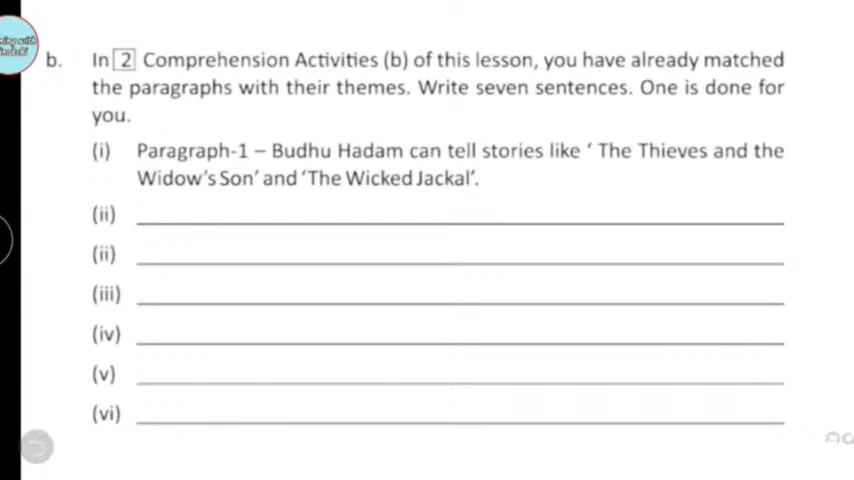 b. In 2 Comprehension Activities (b) of this lesson, you have already matched
the paragraphs with their themes. Write seven sentences. One is done for
you.
(i) Paragraph-1 – Budhu Hadam can tell stories like ‘ The Thieves and the
Widow’s Son’ and ‘The Wicked Jackal’.
(ii)
(ii)
(iii)
(iv)
(v)
(vi)